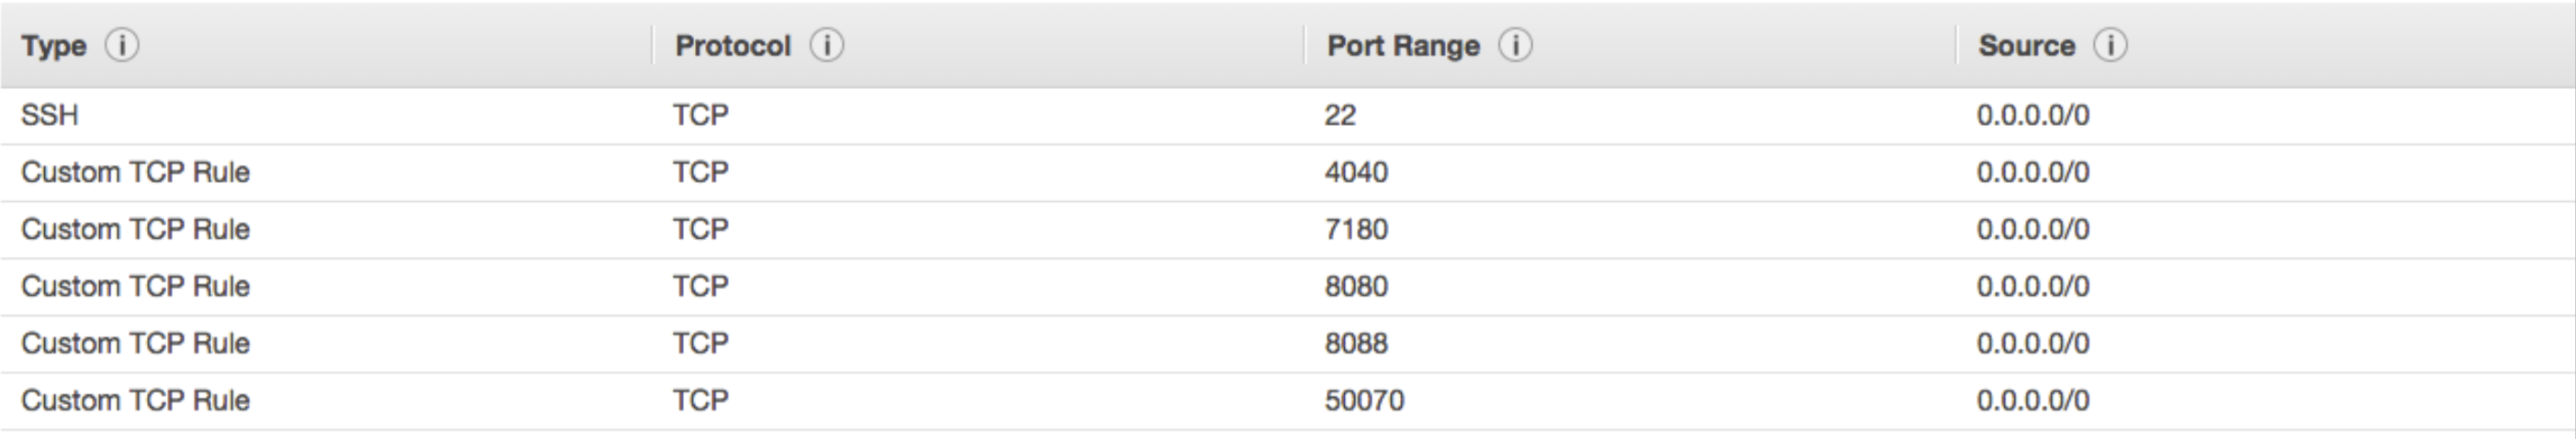 Type Protocol Port Range Source
SSH TCP 22 0.0.0.0/0
Custom TCP Rule TCP 4040 0.0.0.0/0
Custom TCP Rule TCP 7180 0.0.0.0/0
Custom TCP Rule TCP 8080 0.0.0.0/0
Custom TCP Rule TCP 8088 0.0.0.0/0
Custom TCP Rule TCP 50070 0.0.0.0/0